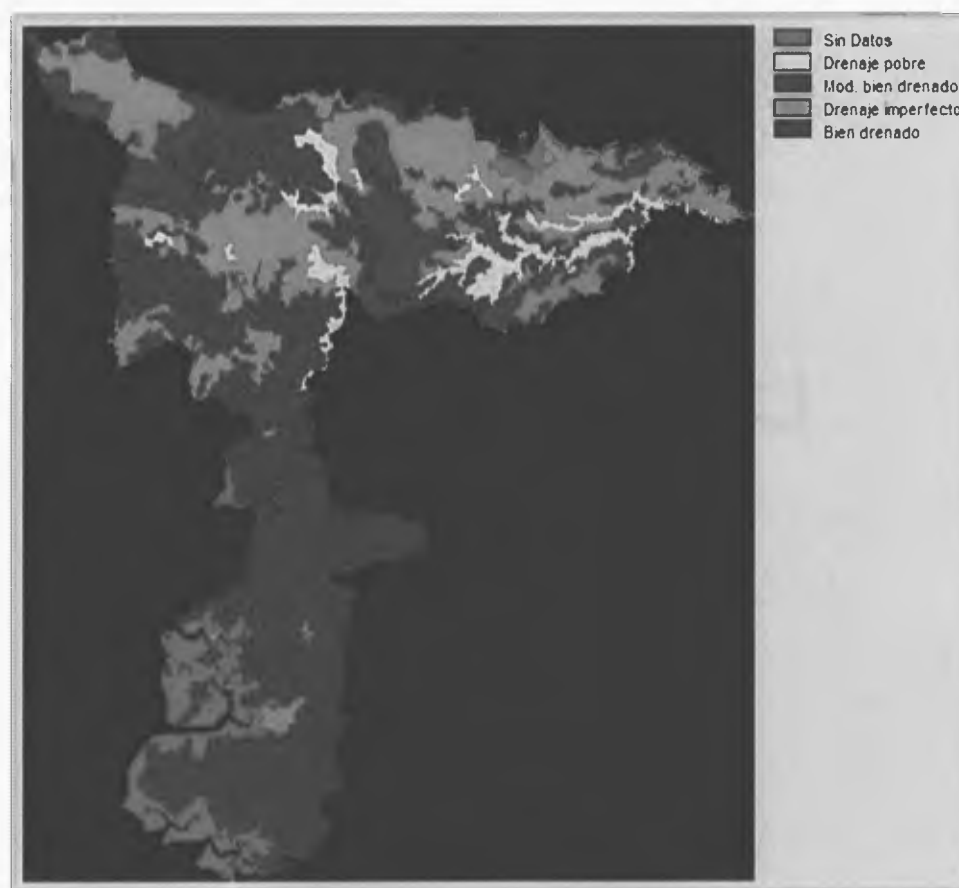 Sin Datos
Drenaje pobre
Mod. bien drenado
Drenaje imperfecto
Bien drenado